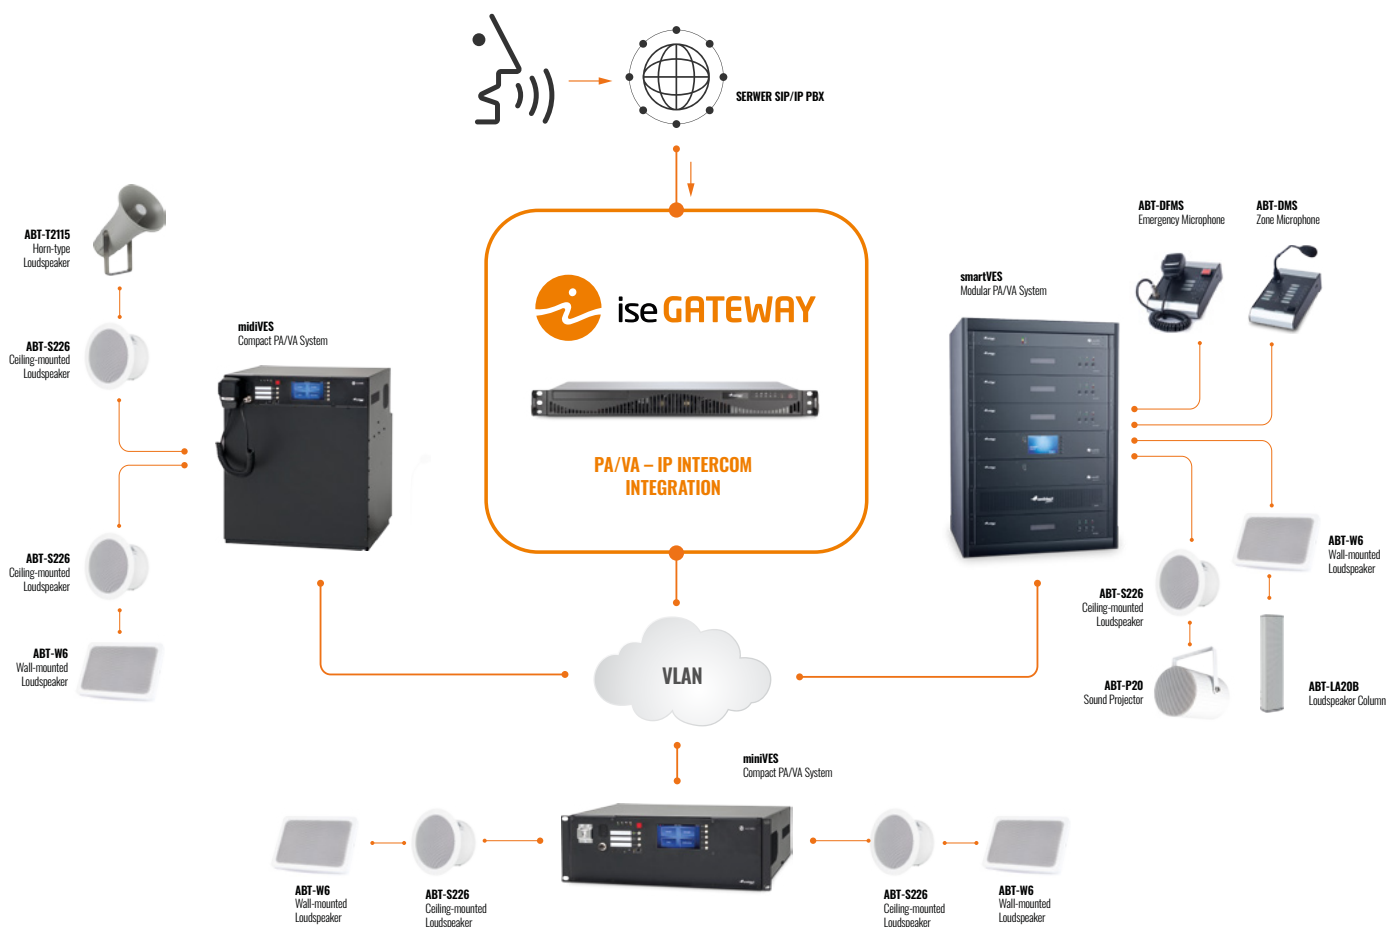 SERWER SIP/IP PBX
ABT-T2115
Horn-type
Loudspeaker
ABT-S226
Ceiling-mounted
Loudspeaker
midiVES
Compact PA/VA System
ABT-S226
Ceiling-mounted
Loudspeaker
ABT-W6
Wall-mounted
Loudspeaker
ise GATEWAY
PA/VA – IP INTERCOM
INTEGRATION
smartVES
Modular PA/VA System
ABT-DFMS
Emergency Microphone
ABT-DMS
Zone Microphone
ABT-W6
Wall-mounted
Loudspeaker
ABT-S226
Ceiling-mounted
Loudspeaker
ABT-P20
Sound Projector
ABT-LA20B
Loudspeaker Column
VLAN
miniVES
Compact PA/VA System
ABT-W6
Wall-mounted
Loudspeaker
ABT-S226
Ceiling-mounted
Loudspeaker
ABT-S226
Ceiling-mounted
Loudspeaker
ABT-W6
Wall-mounted
Loudspeaker